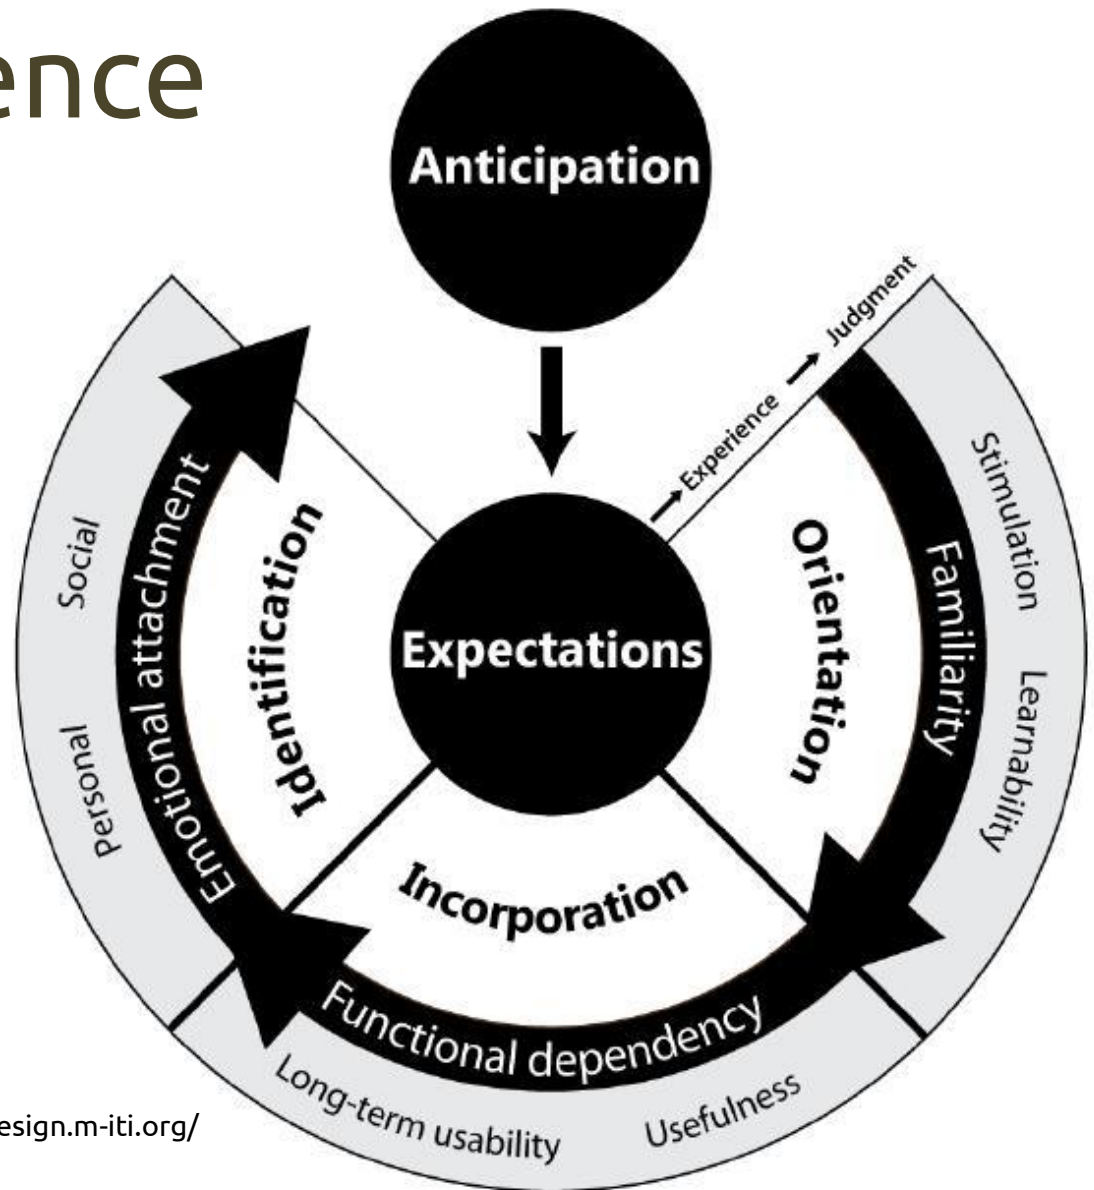 ence
Anticipation
Expectations
Experience
Judgment
Orientation
Familiarity
Stimulation
Learnability
Incorporation
Functional dependency
Usefulness
Long-term usability
Identification
Emotional attachment
Personal
Social
esign.m-iti.org/